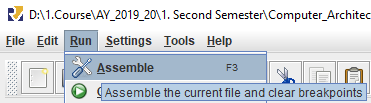 D:\1.Course\AY_2019_20\1. Second Semester\Computer_Architec
File Edit Run Settings Tools Help
Assemble F3
Assemble the current file and clear breakpoints